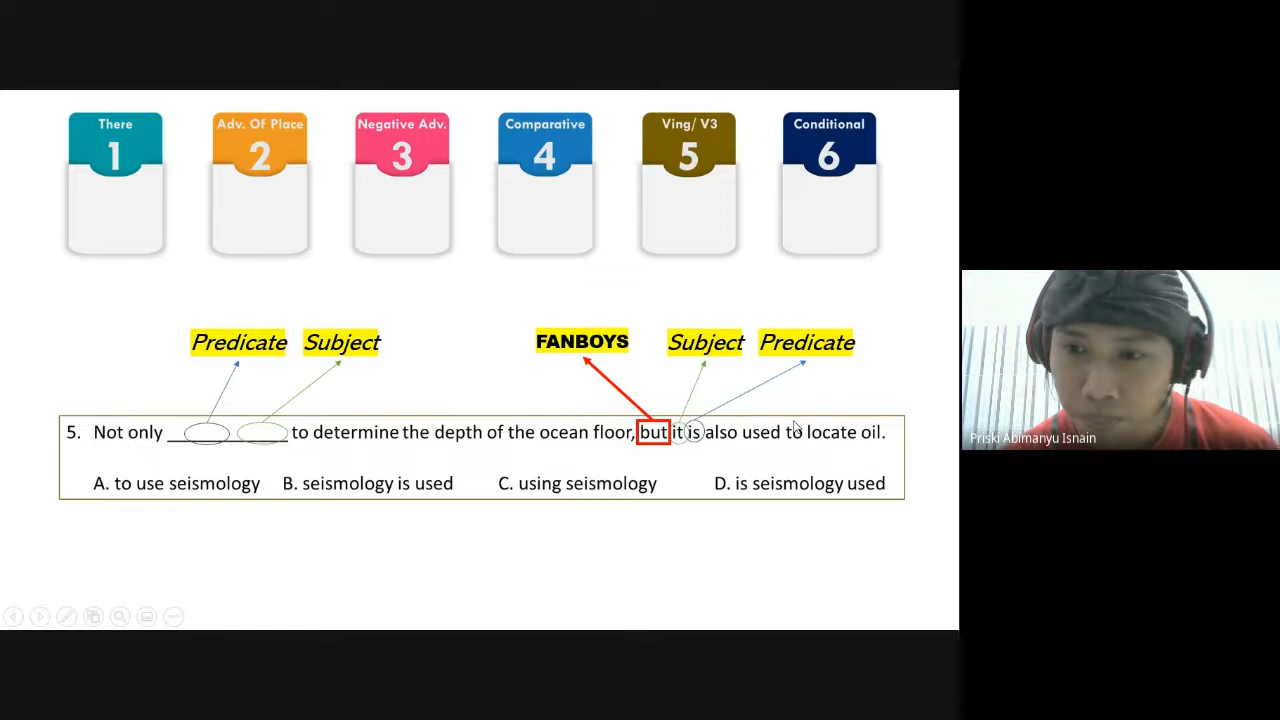 There Adv. Of Place Negative Adv. Comparative Ving/ V3 Conditional
1 2 3 4 5 6
Predicate Subject FANBOYS Subject Predicate
5. Not only ____________ to determine the depth of the ocean floor, but it is also used to locate oil.
A. to use seismology B. seismology is used C. using seismology D. is seismology used
Priski Abimanyu Isnain